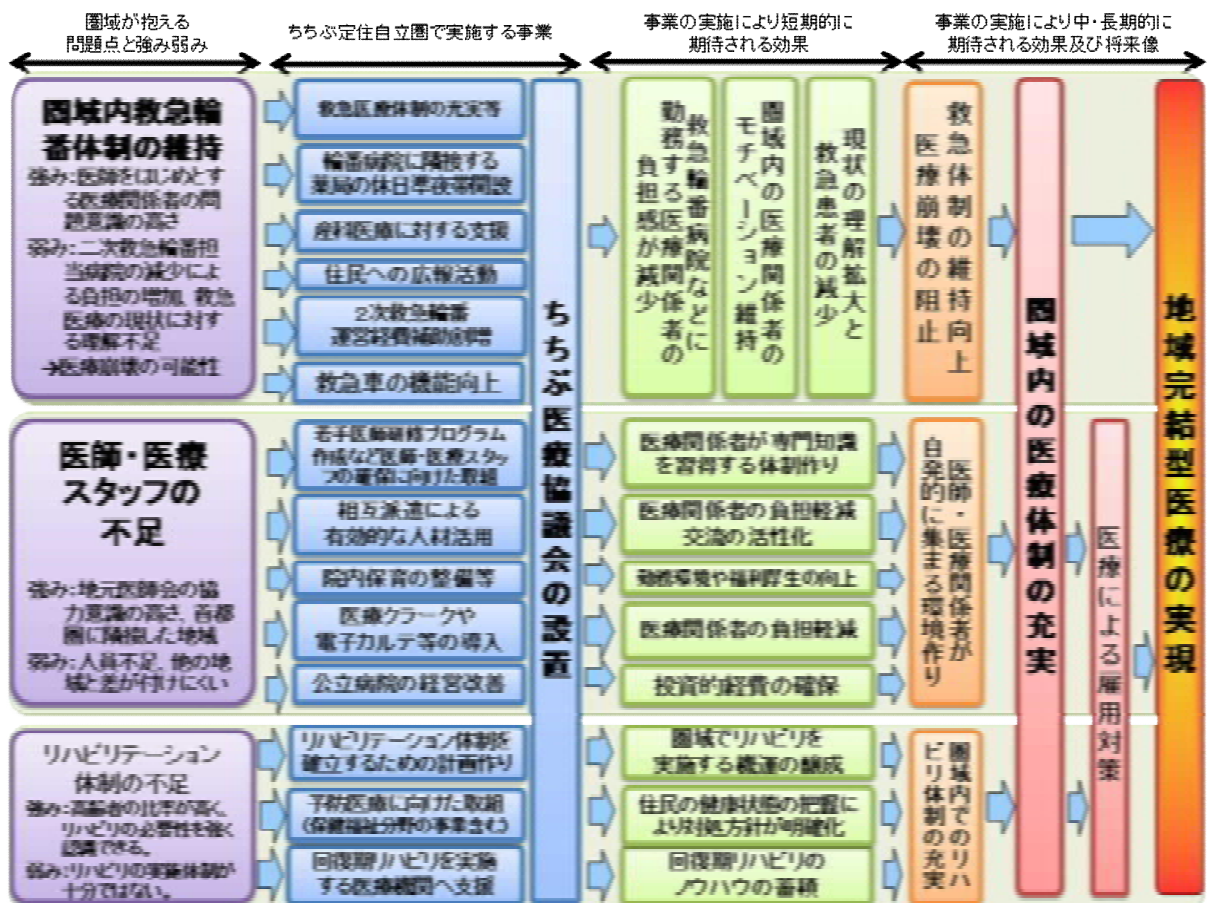 圏域が抱える
問題点と強み弱み
ちちぶ定住自立圏で実施する事業
事業の実施により短期的に
期待される効果
事業の実施により中・長期的に
期待される効果及び将来像
圏域内救急輪
番体制の維持
強み：医師をはじめとす
る医療関係者の問
題意識の高さ
弱み：二次救急輪番担
当病院の減少によ
る負担の増加、救急
医療の現状に対す
る理解不足
→医療崩壊の可能性
救急医療体制の充実等
輪番病院に隣接する
薬局の休日準夜帯開設
産科医療に対する支援
住民への広報活動
2次救急輪番
運営経費補助割増
救急車の機能向上
ちちぶ医療協議会の設置
救急輪番病院などに
勤務する医療関係者の
負担感が減少
圏域内の医療関係者の
モチベーション維持
現状の理解拡大と
救急患者の減少
救急体制の維持向上
医療崩壊の阻止
圏域内の医療体制の充実
地域完結型医療の実現
医師・医療
スタッフの
不足
強み：地元医師会の協
力意識の高さ、首都
圏に隣接した地域
弱み：人員不足、他の地
域と差が付けにくい
若手医師研修プログラム
作成など医師・医療スタッ
フの確保に向けた取組
相互派遣による
有効的な人材活用
院内保育の整備等
医療クラークや
電子カルテ等の導入
公立病院の経営改善
医療関係者が専門知識
を習得する体制作り
医療関係者の負担軽減
交流の活性化
勤務環境や福利厚生の向上
医療関係者の負担軽減
投資的経費の確保
医師・医療関係者が
自発的に集まる環境作り
医療による雇用対策
リハビリテーション
体制の不足
強み：高齢者の比率が高く、
リハビリの必要性を強く
認識できる。
弱み：リハビリの実施体制が
十分ではない。
リハビリテーション体制を
確立するための計画作り
予防医療に向けた取組
（保健福祉分野の事業含む）
回復期リハビリを実施
する医療機関へ支援
圏域でリハビリを
実施する機運の醸成
住民の健康状態の把握に
より対処方針が明確化
回復期リハビリの
ノウハウの蓄積
圏域内でのリハ
ビリ体制の充実